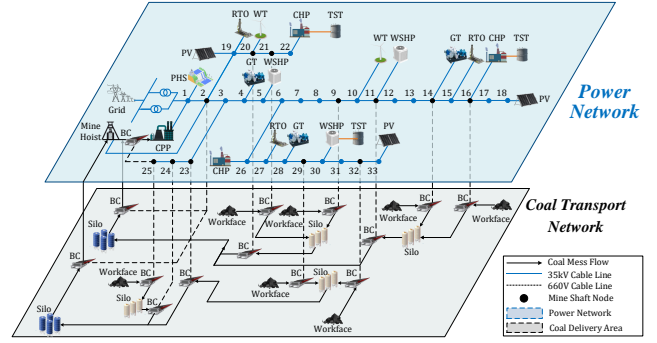 RTO WT CHP TST
PV 19 20 21 22
GT WSHP
WT WSHP
GT RTO CHP TST
PHS
Grid
1 2 3 4 5 6 7 8 9 10 11 12 13 14 15 16 17 18 PV
Power
Network
Mine
Hoist
BC
CPP
RTO GT WSHP TST PV
25 24 23
CHP 26 27 28 29 30 31 32 33
Coal Transport
Network
BC BC BC BC BC
Workface Workface Workface Workface
Silo Silo Silo
BC BC
BC BC BC BC BC
Workface Workface Silo Workface
Silo
BC
Silo
Workface
Coal Mess Flow
35kV Cable Line
660V Cable Line
Mine Shaft Node
Power Network
Coal Delivery Area